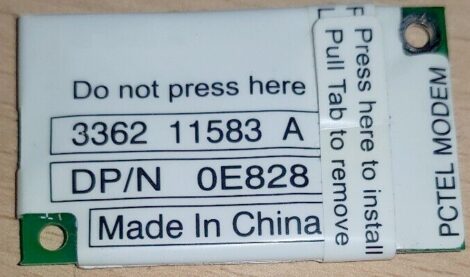 Do not press here
3362 11583 A
DP/N 0E828
Made In China
Press here to install
Pull Tab to remove
PCTEL MODEM